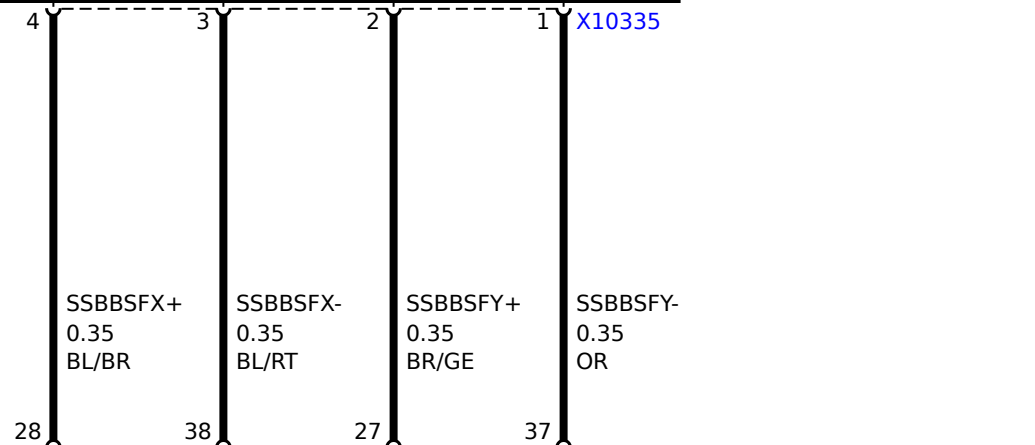 4 3 2 1 X10335
SSBBSFX+ SSBBSFX- SSBBSFY+ SSBBSFY-
0.35 0.35 0.35 0.35
BL/BR BL/RT BR/GE OR
28 38 27 37